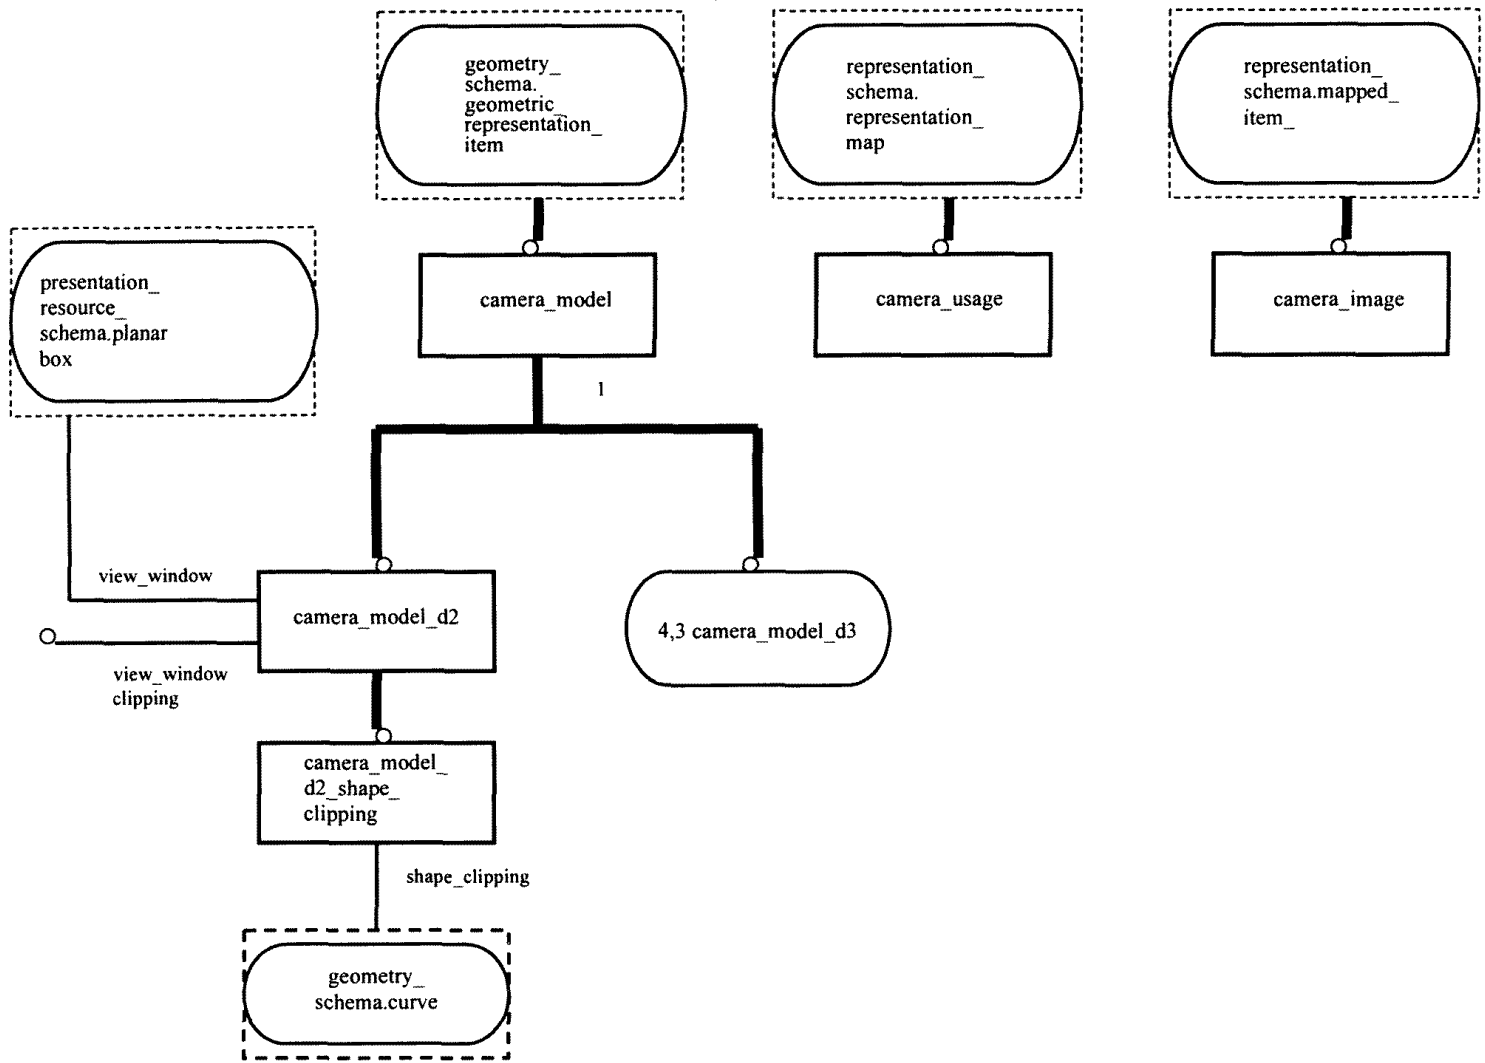 geometry_
schema.
geometric_
representation_
item
representation_
schema.
representation_
map
representation_
schema.mapped_
item_
presentation_
resource_
schema.planar
box
camera_model
camera_usage
camera_image
1
view_window
camera_model_d2
4,3 camera_model_d3
view_window
clipping
camera_model_
d2_shape_
clipping
shape_clipping
geometry_
schema.curve